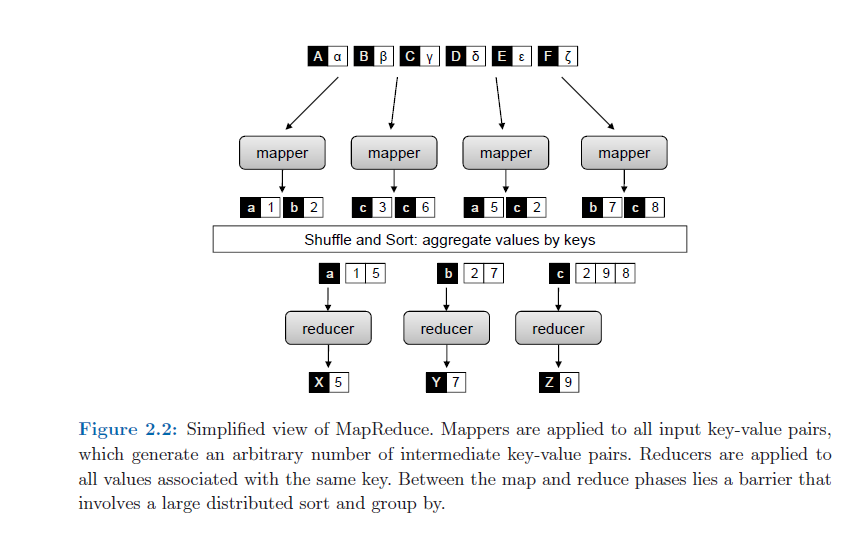 A α B β C γ D δ E ε F ζ
mapper mapper mapper mapper
a 1 b 2 c 3 c 6 a 5 c 2 b 7 c 8
Shuffle and Sort: aggregate values by keys
a 1 5 b 2 7 c 2 9 8
reducer reducer reducer
X 5 Y 7 Z 9
Figure 2.2: Simplified view of MapReduce. Mappers are applied to all input key-value pairs,
which generate an arbitrary number of intermediate key-value pairs. Reducers are applied to
all values associated with the same key. Between the map and reduce phases lies a barrier that
involves a large distributed sort and group by.